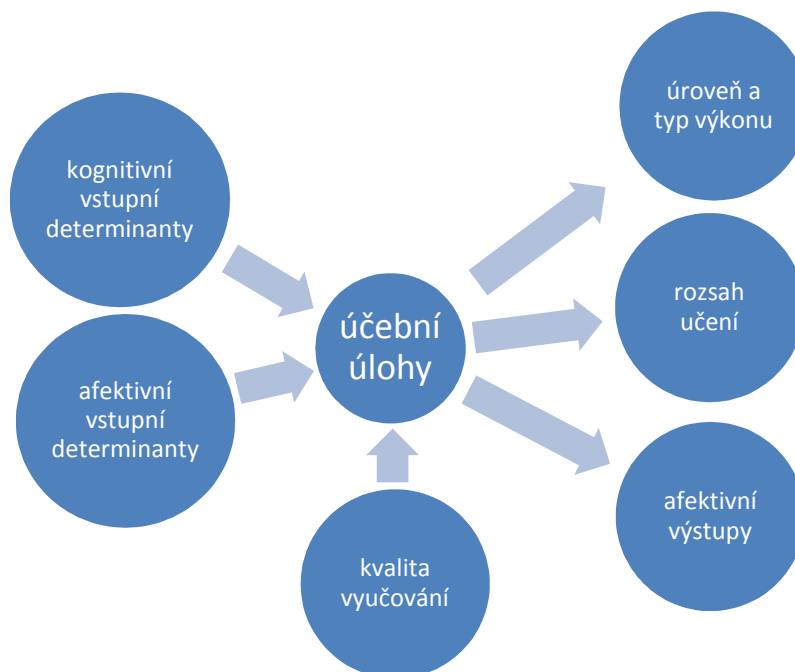 kognitivní
vstupní
determinanty
afektivní
vstupní
determinanty
účební
úlohy
kvalita
vyučování
úroveň a
typ výkonu
rozsah
učení
afektivní
výstupy